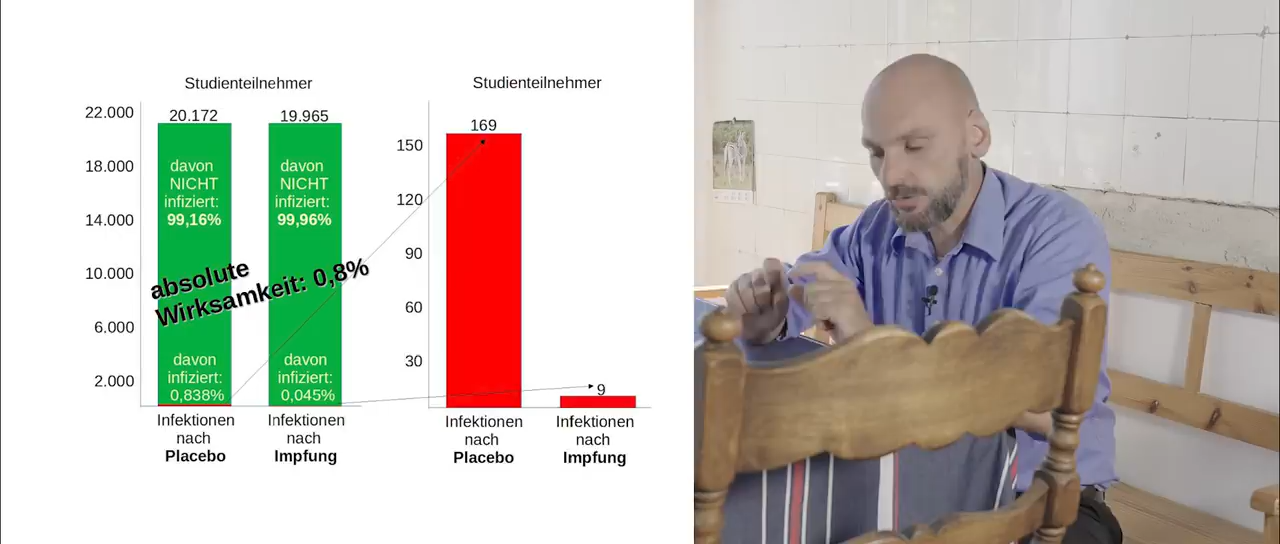 Studienteilnehmer
22.000
18.000
14.000
10.000
6.000
2.000
20.172
19.965
davon
NICHT
infiziert:
99,16%
davon
NICHT
infiziert:
99,96%
absolute
Wirksamkeit: 0,8%
davon
infiziert:
0,838%
davon
infiziert:
0,045%
Infektionen
nach
Placebo
Infektionen
nach
Impfung
Studienteilnehmer
150
120
90
60
30
169
9
Infektionen
nach
Placebo
Infektionen
nach
Impfung